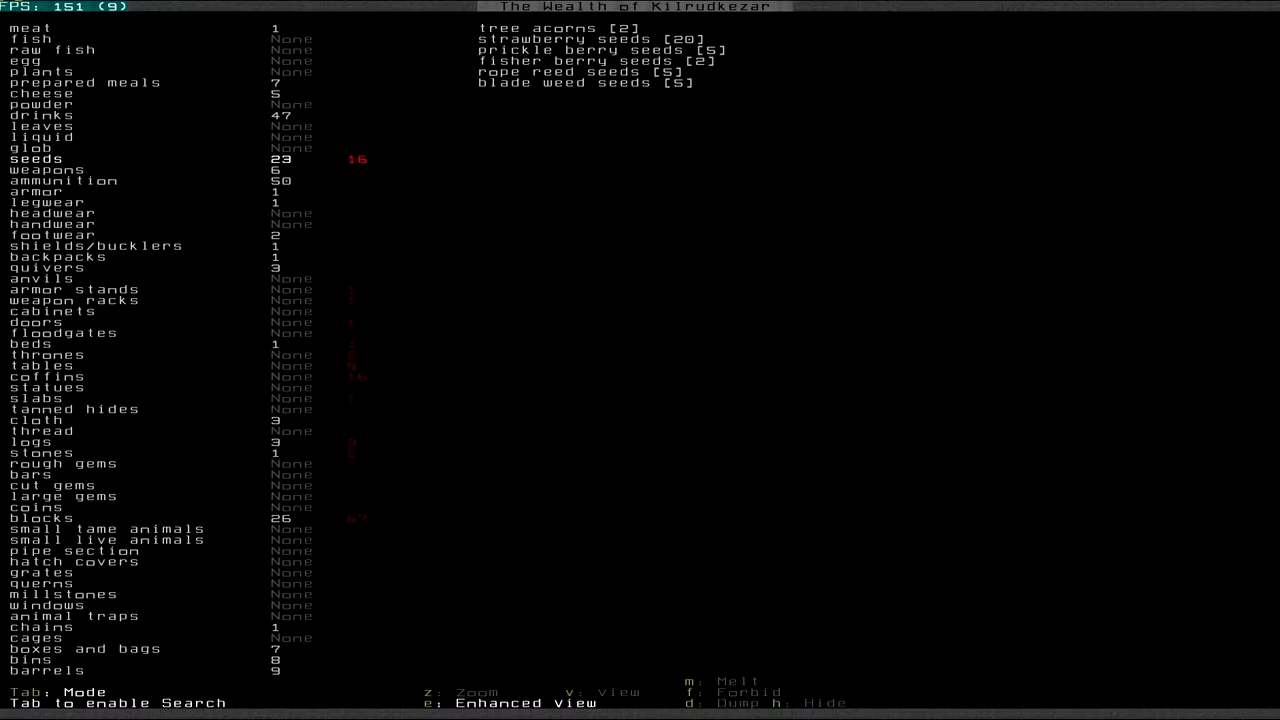 FPS: 151 (9)
The Wealth of Kilrudkezar
meat 1
fish None
raw fish None
egg None
plants None
prepared meals 7
cheese 5
powder None
drinks 47
leaves None
liquid None
glob None
seeds 23 16
weapons 6
ammunition 50
armor 1
legwear 1
headwear None
handwear None
footwear 2
shields/bucklers 1
backpacks 1
quivers 3
anvils None
armor stands None 1
weapon racks None 1
cabinets None
doors None 1
floodgates None
beds 1
thrones None
tables None
coffins None 16
statues None
slabs None 1
tanned hides None
cloth 3
thread None
logs 3 3
stones 1
rough gems None
bars None
cut gems None
large gems None
coins None
blocks 26 67
small tame animals None
small live animals None
pipe section None
hatch covers None
grates None
querns None
millstones None
windows None
animal traps None
chains 1
cages None
boxes and bags 7
bins 8
barrels 9
tree acorns [2]
strawberry seeds [20]
prickle berry seeds [5]
fisher berry seeds [2]
rope reed seeds [5]
blade weed seeds [5]
m: Melt
Tab: Mode z: Zoom v: View f: Forbid
Tab to enable Search e: Enhanced View d: Dump h: Hide